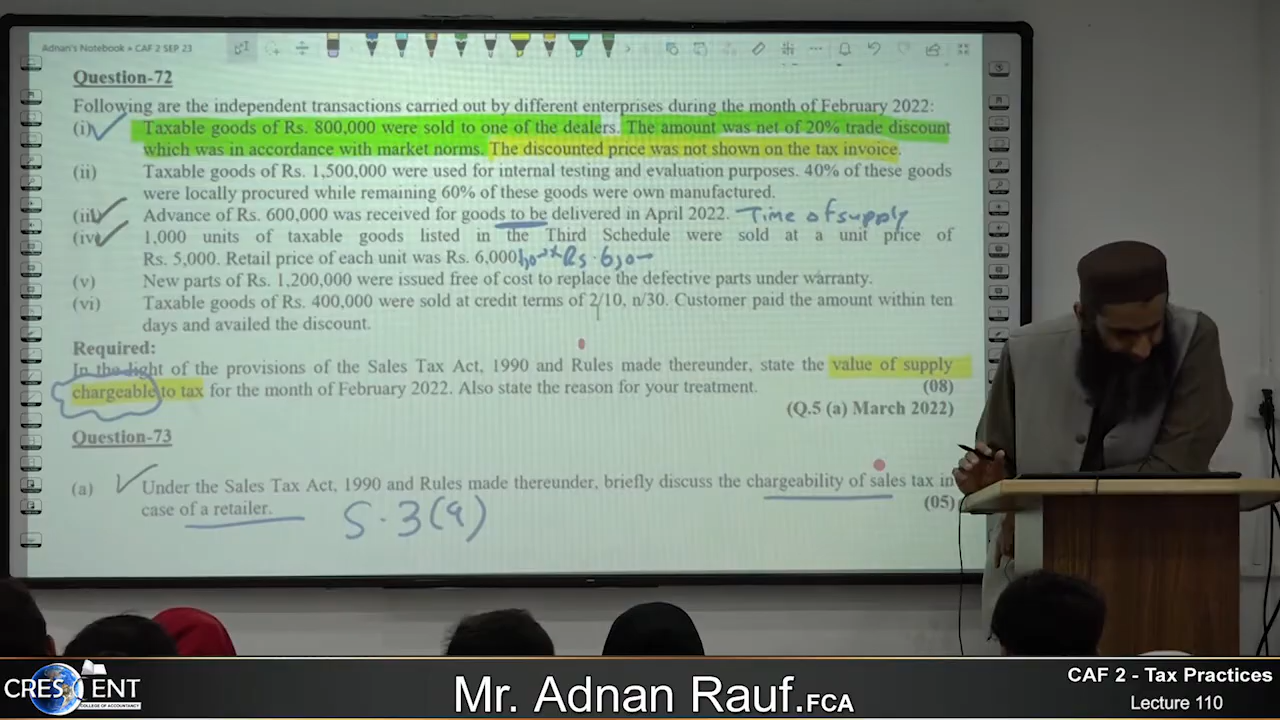 Adnan's Notebook » CAF 2 SEP 23
Question-72
Following are the independent transactions carried out by different enterprises during the month of February 2022:
(i) Taxable goods of Rs. 800,000 were sold to one of the dealers. The amount was net of 20% trade discount
which was in accordance with market norms. The discounted price was not shown on the tax invoice.
(ii) Taxable goods of Rs. 1,500,000 were used for internal testing and evaluation purposes. 40% of these goods
were locally procured while remaining 60% of these goods were own manufactured.
(iii) Advance of Rs. 600,000 was received for goods to be delivered in April 2022. Time of supply
(iv) 1,000 units of taxable goods listed in the Third Schedule were sold at a unit price of
Rs. 5,000. Retail price of each unit was Rs. 6,000
(v) New parts of Rs. 1,200,000 were issued free of cost to replace the defective parts under warranty.
(vi) Taxable goods of Rs. 400,000 were sold at credit terms of 2/10, n/30. Customer paid the amount within ten
days and availed the discount.
Required:
In the light of the provisions of the Sales Tax Act, 1990 and Rules made thereunder, state the value of supply
chargeable to tax for the month of February 2022. Also state the reason for your treatment. (08)
(Q.5 (a) March 2022)
Question-73
(a) Under the Sales Tax Act, 1990 and Rules made thereunder, briefly discuss the chargeability of sales tax in
case of a retailer. S.3(9) (05)
CRESCENT
COLLEGE OF ACCOUNTANCY
Mr. Adnan Rauf.FCA
CAF 2 - Tax Practices
Lecture 110